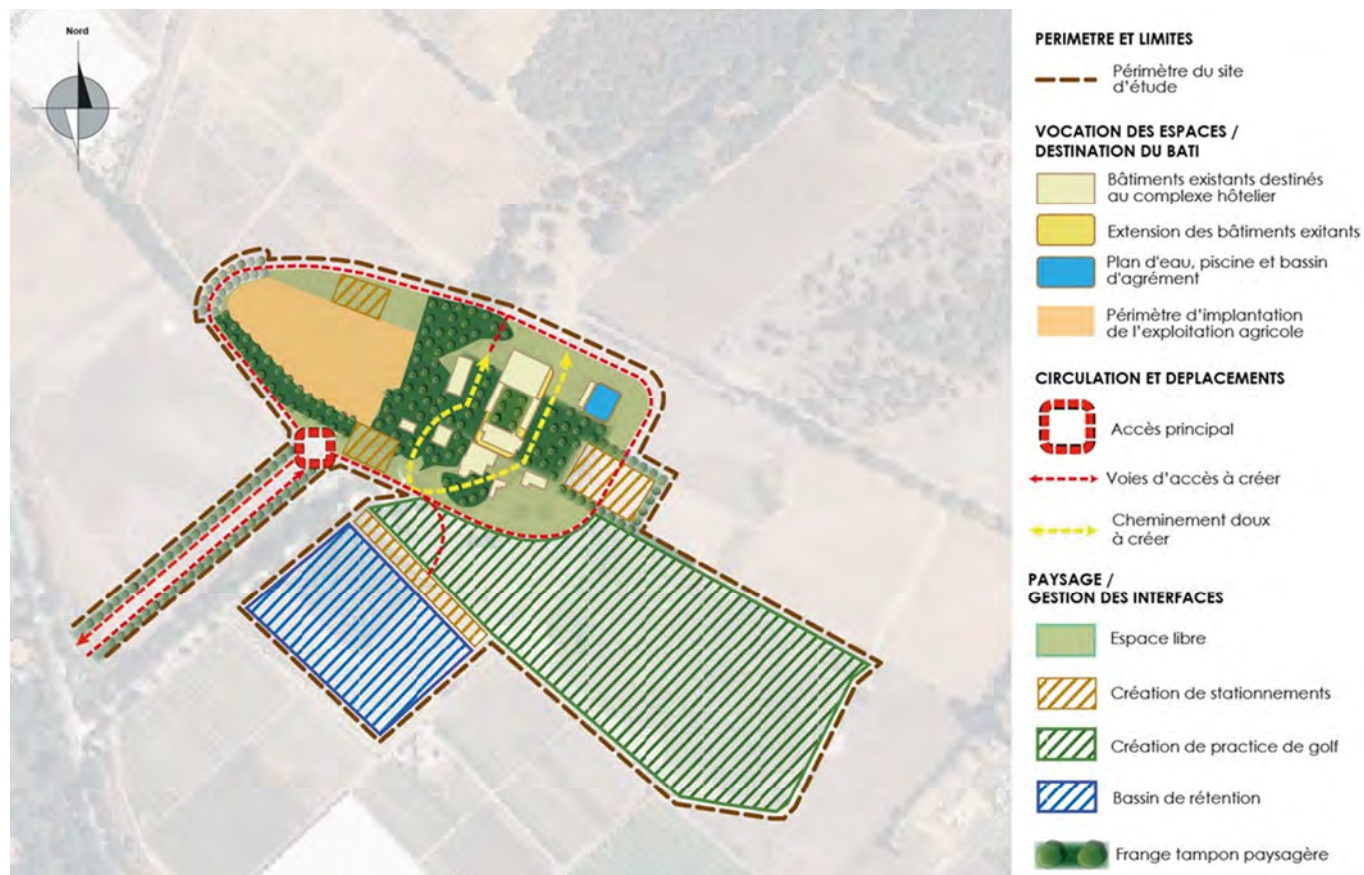 Nord
PERIMETRE ET LIMITES
Périmètre du site
d'étude
VOCATION DES ESPACES /
DESTINATION DU BATI
Bâtiments existants destinés
au complexe hôtelier
Extension des bâtiments exitants
Plan d'eau, piscine et bassin
d'agrément
Périmètre d'implantation
de l'exploitation agricole
CIRCULATION ET DEPLACEMENTS
Accès principal
Voies d'accès à créer
Cheminement doux
à créer
PAYSAGE /
GESTION DES INTERFACES
Espace libre
Création de stationnements
Création de practice de golf
Bassin de rétention
Frange tampon paysagère